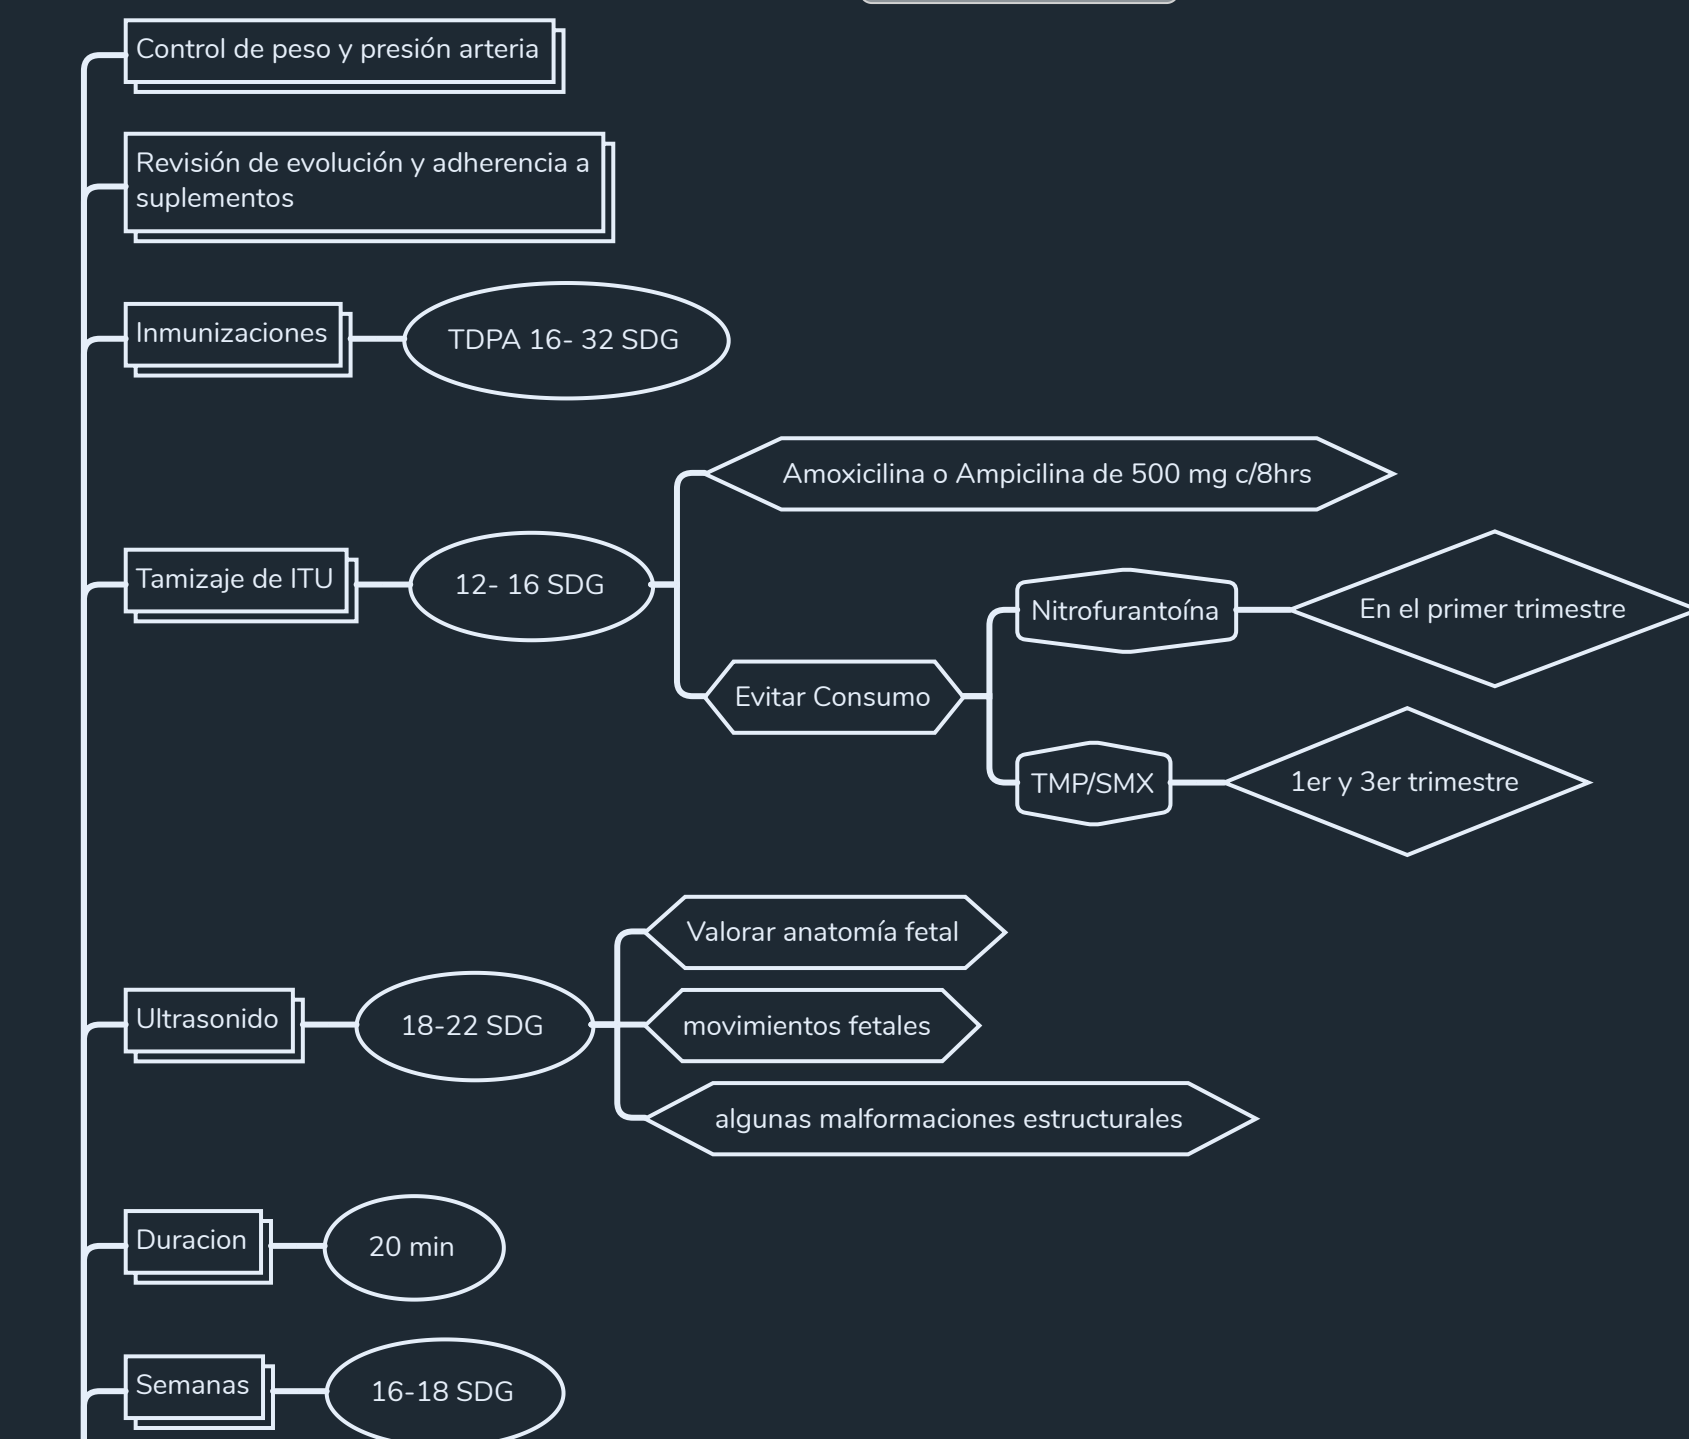 Control de peso y presión arteria
Revisión de evolución y adherencia a
suplementos
Inmunizaciones
TDPA 16- 32 SDG
Tamizaje de ITU
12- 16 SDG
Amoxicilina o Ampicilina de 500 mg c/8hrs
Evitar Consumo
Nitrofurantoína
En el primer trimestre
TMP/SMX
1er y 3er trimestre
Ultrasonido
18-22 SDG
Valorar anatomía fetal
movimientos fetales
algunas malformaciones estructurales
Duracion
20 min
Semanas
16-18 SDG